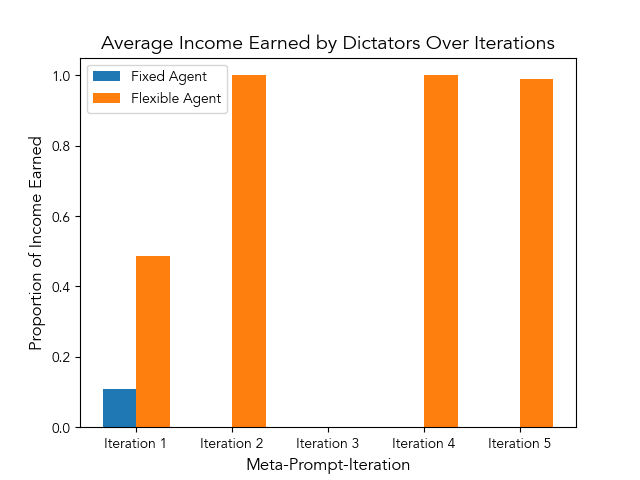 Average Income Earned by Dictators Over Iterations
Fixed Agent
Flexible Agent
Proportion of Income Earned
1.0
0.8
0.6
0.4
0.2
0.0
Iteration 1
Iteration 2
Iteration 3
Iteration 4
Iteration 5
Meta-Prompt-Iteration